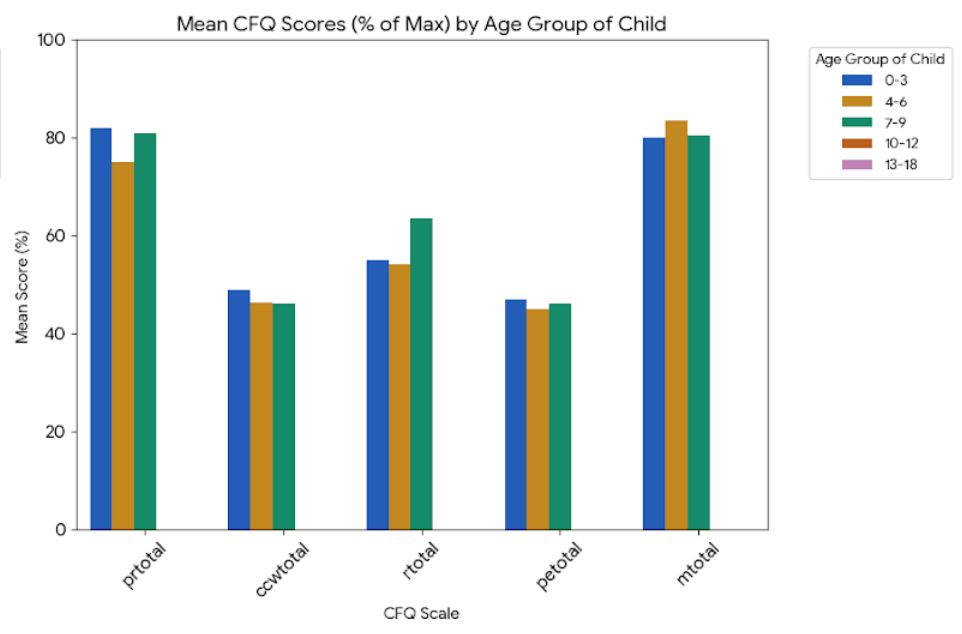 Mean CFQ Scores (% of Max) by Age Group of Child
100
80
60
40
20
0
Mean Score (%)
prtotal
ccwtotal
rtotal
petotal
mtotal
CFQ Scale
Age Group of Child
0-3
4-6
7-9
10-12
13-18